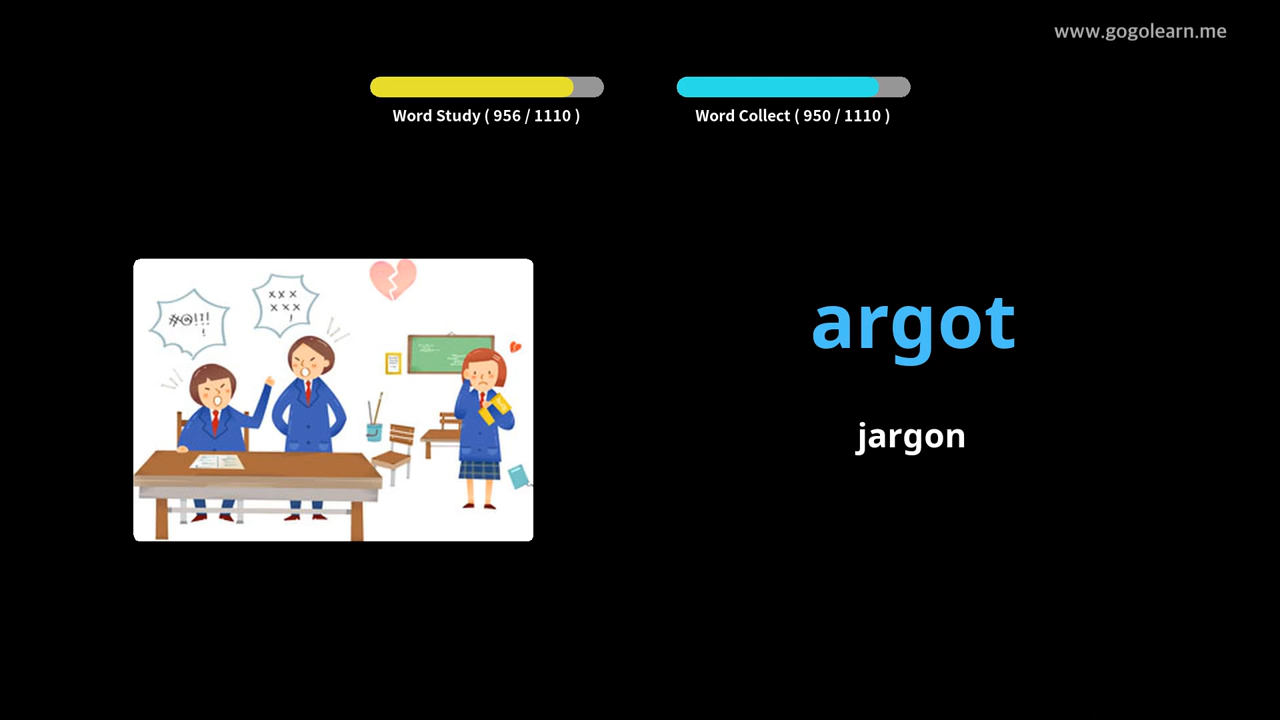 www.gogolearn.me
Word Study ( 956 / 1110 )
Word Collect ( 950 / 1110 )
#@!!!
!
x x x
x x x
!
argot
jargon